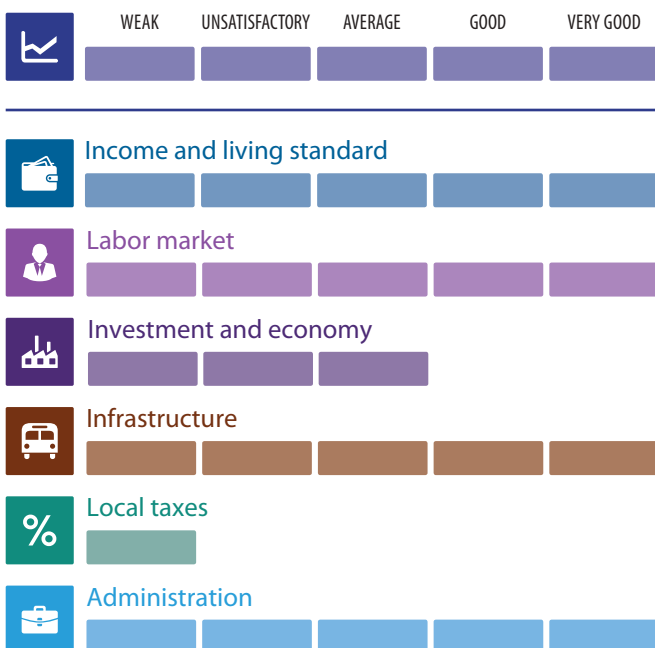 WEAK UNSATISFACTORY AVERAGE GOOD VERY GOOD
Income and living standard
Labor market
Investment and economy
Infrastructure
Local taxes
%
Administration